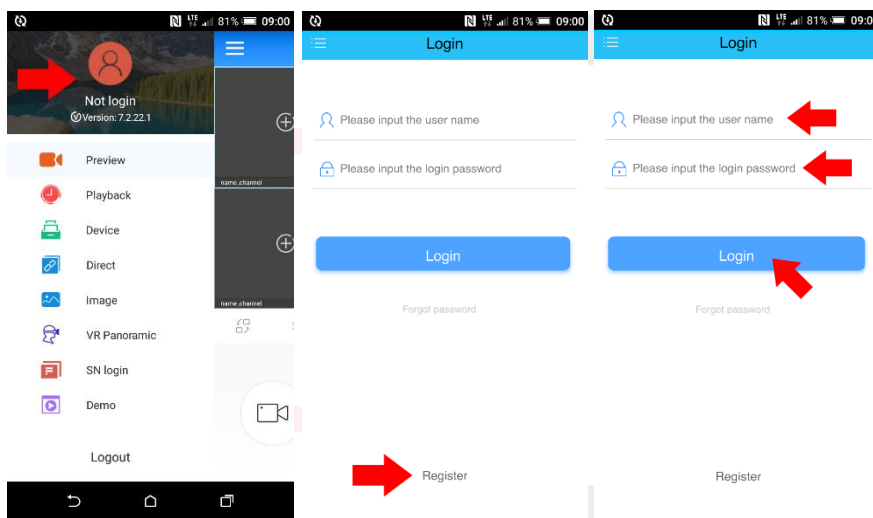 LTE 81% 09:00
Not login
Version: 7.2.22.1
Preview
Playback
Device
Direct
Image
VR Panoramic
SN login
Demo
Logout
name channel
name channel
LTE 81% 09:00
Login
Please input the user name
Please input the login password
Login
Forgot password
Register
LTE 81% 09:0
Login
Please input the user name
Please input the login password
Login
Forgot password
Register